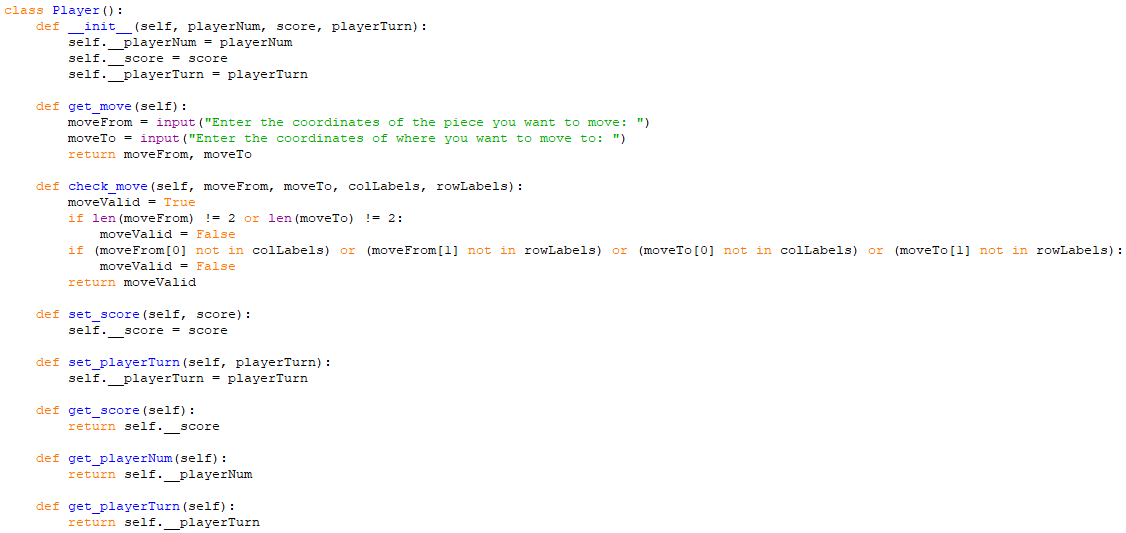 class Player():
    def __init__(self, playerNum, score, playerTurn):
        self.__playerNum = playerNum
        self.__score = score
        self.__playerTurn = playerTurn

    def get_move(self):
        moveFrom = input("Enter the coordinates of the piece you want to move: ")
        moveTo = input("Enter the coordinates of where you want to move to: ")
        return moveFrom, moveTo

    def check_move(self, moveFrom, moveTo, colLabels, rowLabels):
        moveValid = True
        if len(moveFrom) != 2 or len(moveTo) != 2:
            moveValid = False
        if (moveFrom[0] not in colLabels) or (moveFrom[1] not in rowLabels) or (moveTo[0] not in colLabels) or (moveTo[1] not in rowLabels):
            moveValid = False
        return moveValid

    def set_score(self, score):
        self.__score = score

    def set_playerTurn(self, playerTurn):
        self.__playerTurn = playerTurn

    def get_score(self):
        return self.__score

    def get_playerNum(self):
        return self.__playerNum

    def get_playerTurn(self):
        return self.__playerTurn